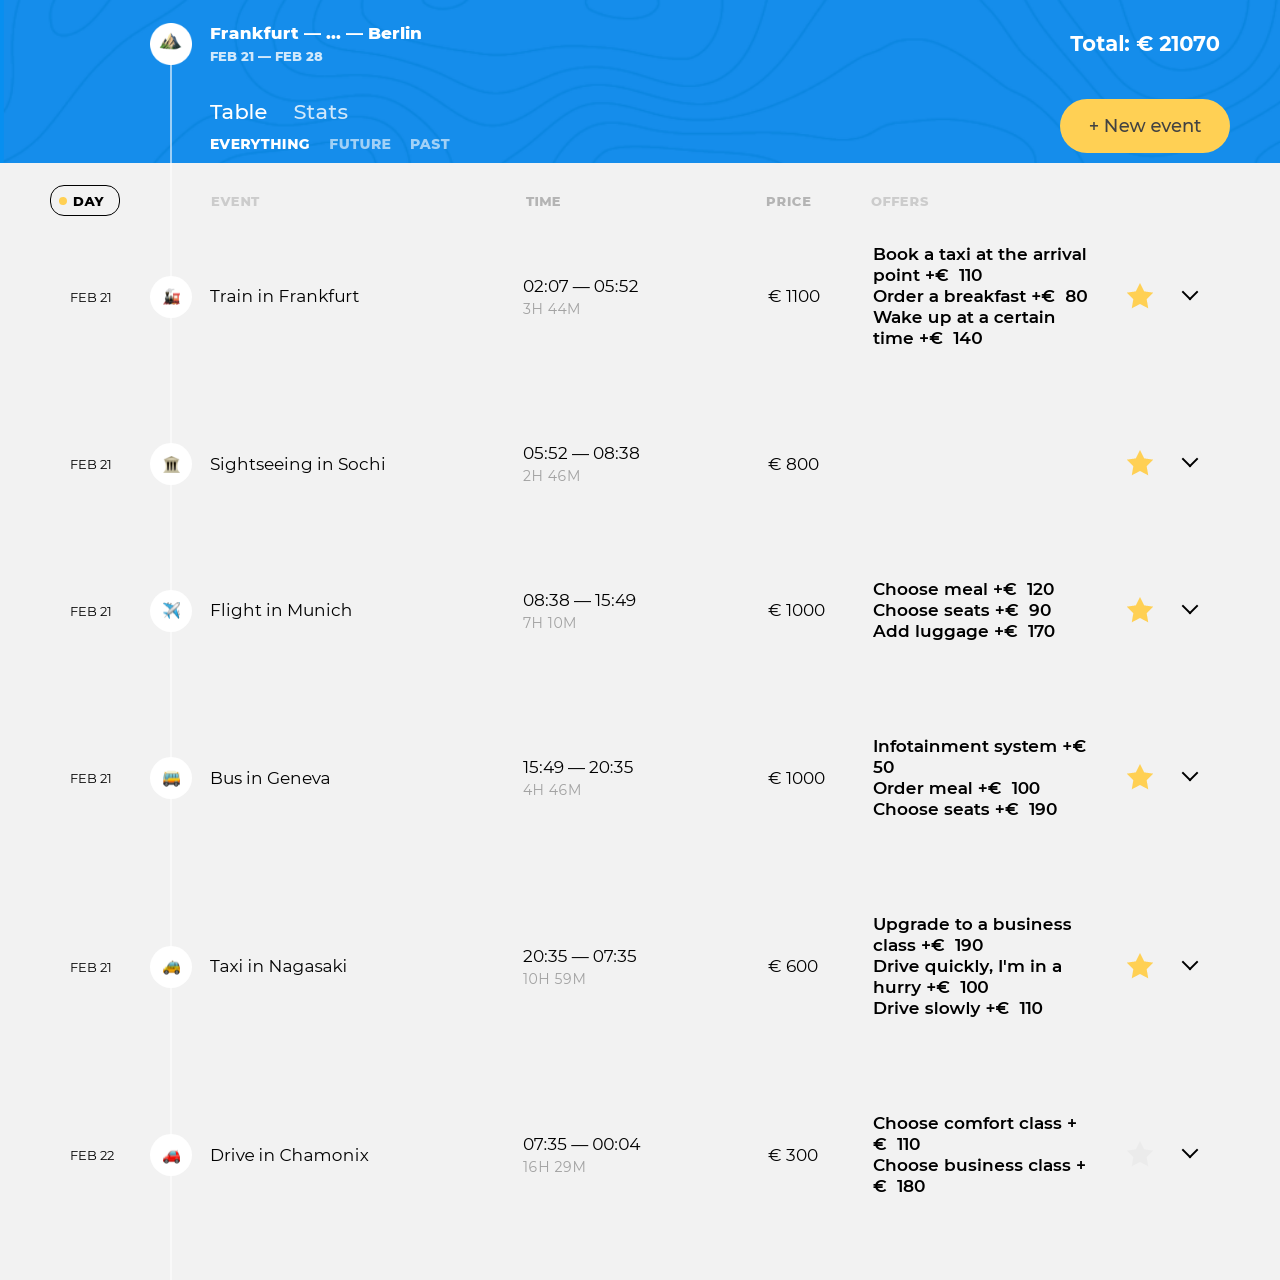 Frankfurt — ... — Berlin
FEB 21 — FEB 28
Total: € 21070
Table Stats
EVERYTHING FUTURE PAST
+ New event
DAY EVENT TIME PRICE OFFERS
FEB 21
Train in Frankfurt
02:07 — 05:52
3H 44M
€ 1100
Book a taxi at the arrival
point +€ 110
Order a breakfast +€ 80
Wake up at a certain
time +€ 140
FEB 21
Sightseeing in Sochi
05:52 — 08:38
2H 46M
€ 800
FEB 21
Flight in Munich
08:38 — 15:49
7H 10M
€ 1000
Choose meal +€ 120
Choose seats +€ 90
Add luggage +€ 170
FEB 21
Bus in Geneva
15:49 — 20:35
4H 46M
€ 1000
Infotainment system +€
50
Order meal +€ 100
Choose seats +€ 190
FEB 21
Taxi in Nagasaki
20:35 — 07:35
10H 59M
€ 600
Upgrade to a business
class +€ 190
Drive quickly, I'm in a
hurry +€ 100
Drive slowly +€ 110
FEB 22
Drive in Chamonix
07:35 — 00:04
16H 29M
€ 300
Choose comfort class +
€ 110
Choose business class +
€ 180